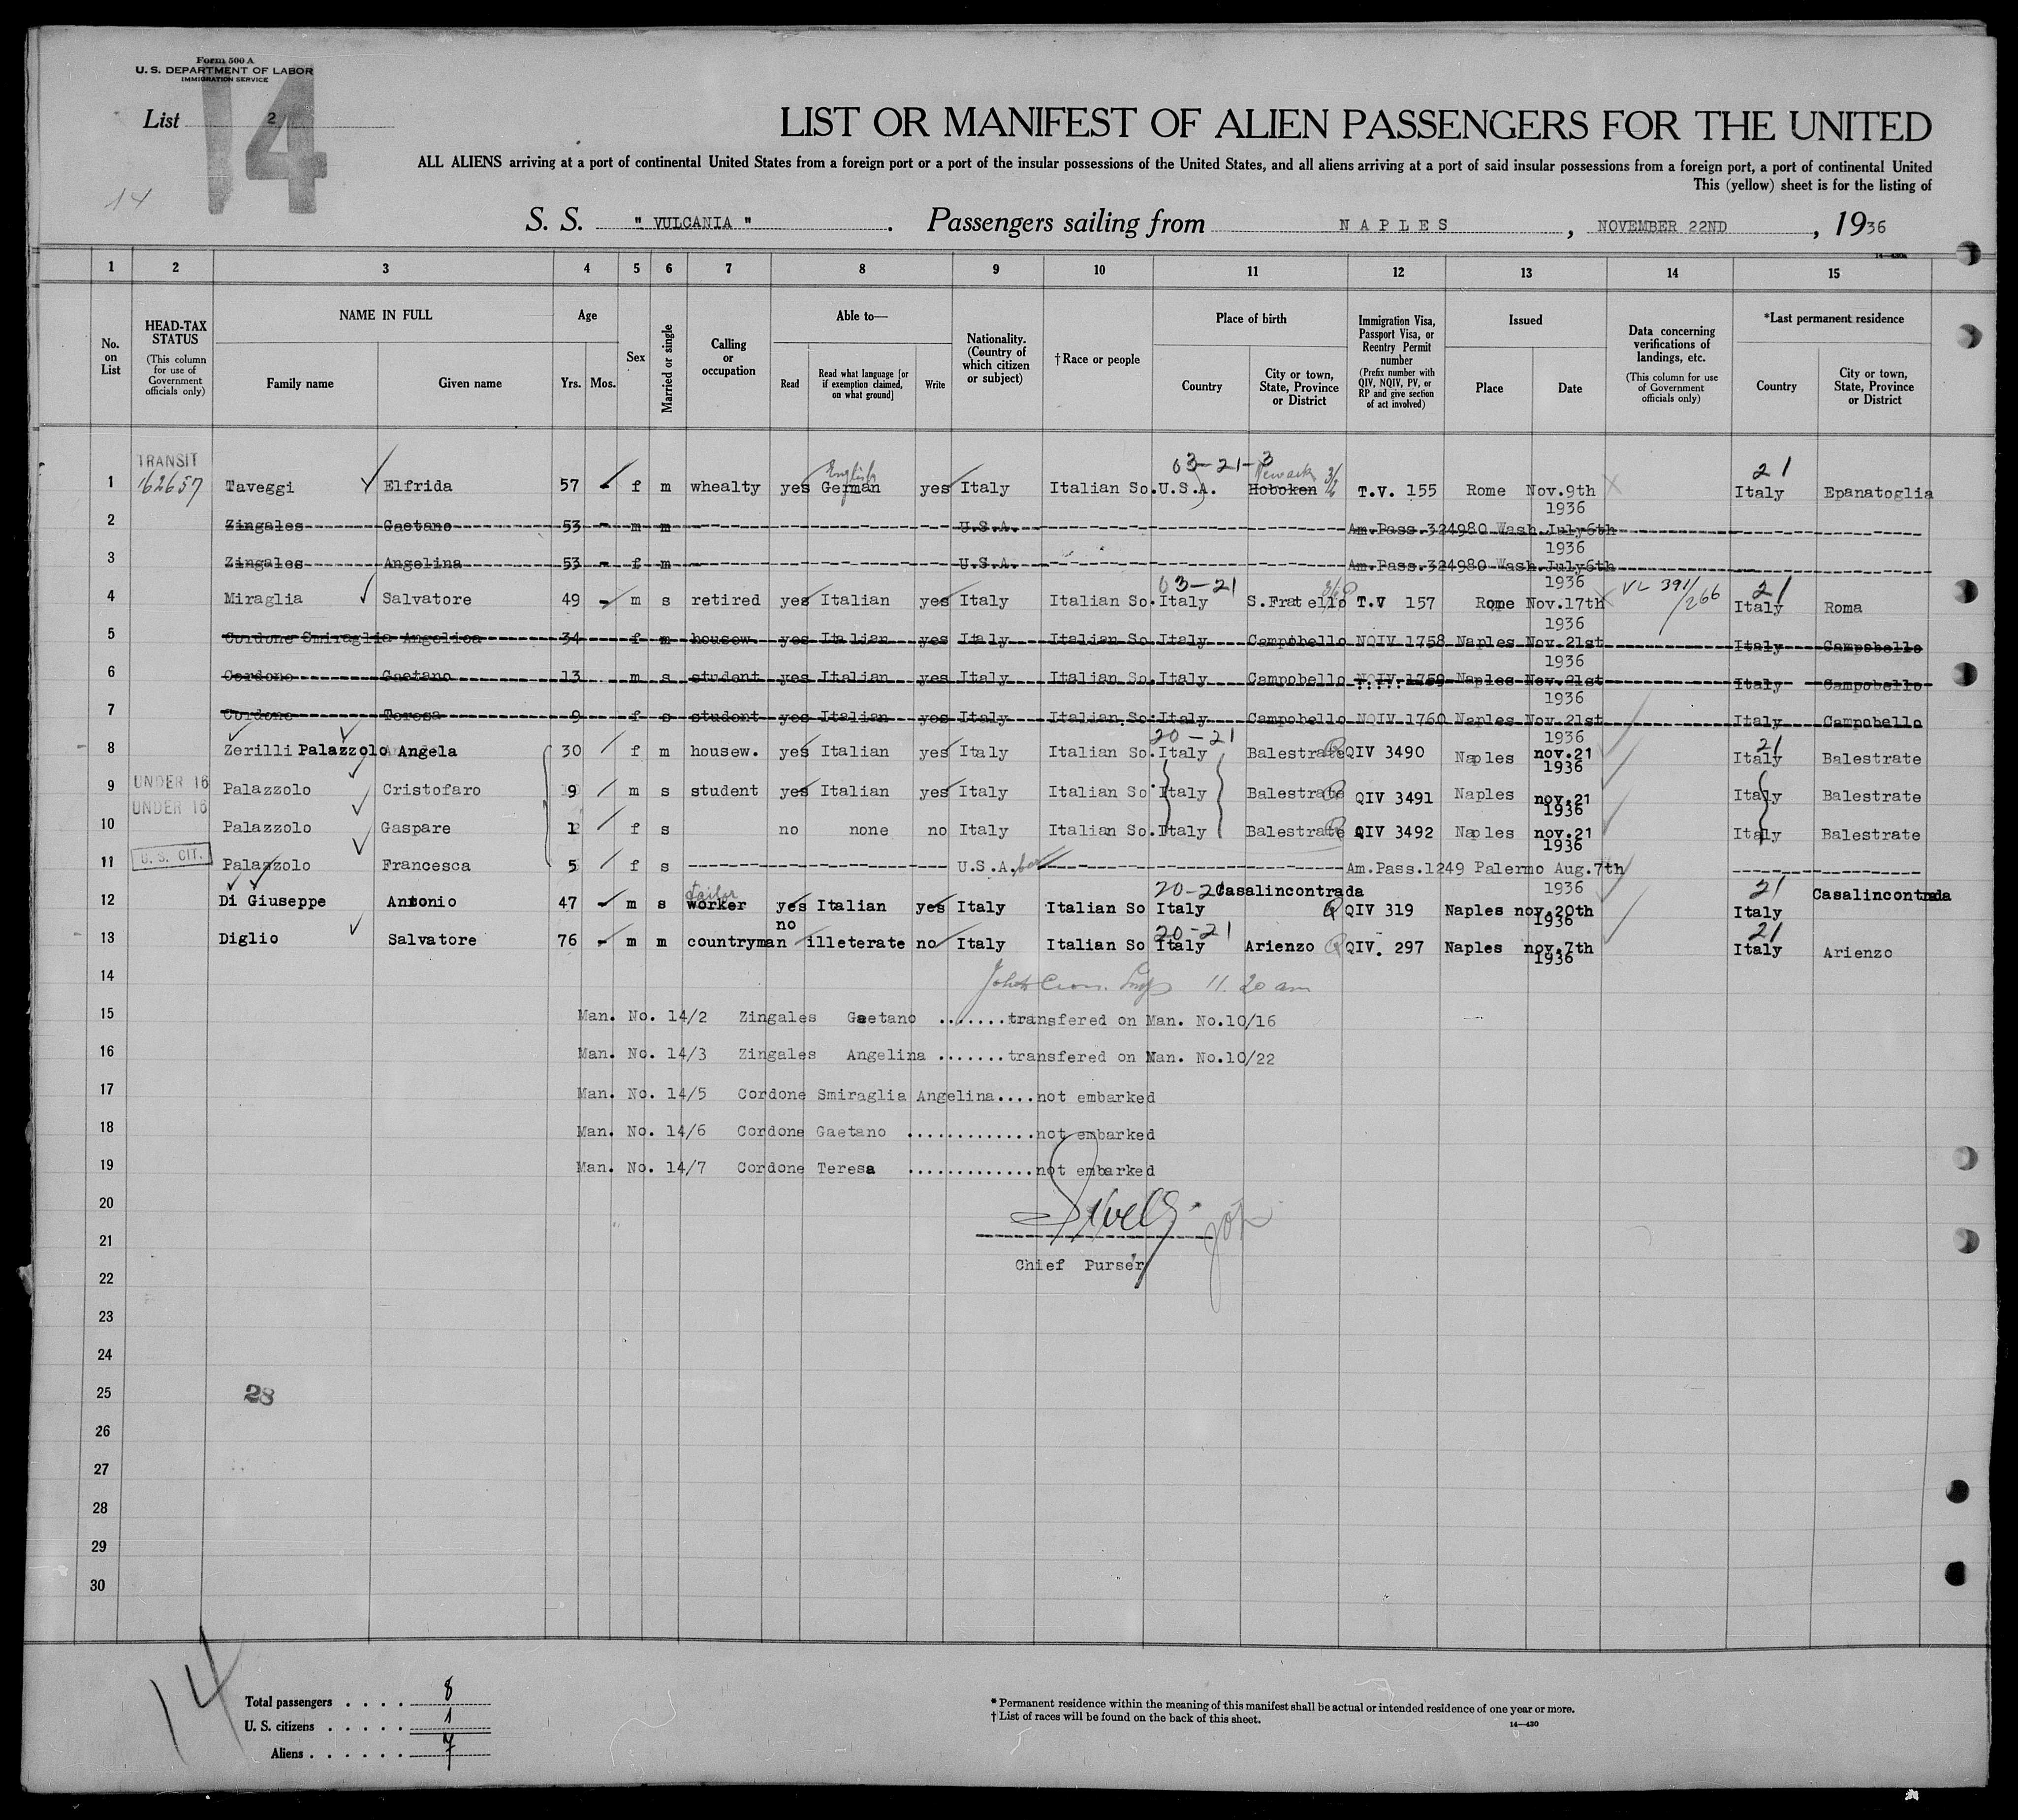 Form 500 A
U. S. DEPARTMENT OF LABOR
IMMIGRATION SERVICE
14
List 2
14
LIST OR MANIFEST OF ALIEN PASSENGERS FOR THE UNITED
ALL ALIENS arriving at a port of continental United States from a foreign port or a port of the insular possessions of the United States, and all aliens arriving at a port of said insular possessions from a foreign port, a port of continental United
This (yellow) sheet is for the listing of
S. S. " VULCANIA ". Passengers sailing from N A P L E S , NOVEMBER 22ND , 1936
1 2 3 4 5 6 7 8 9 10 11 12 13 14 15
No. on List
HEAD-TAX STATUS (This column for use of Government officials only)
NAME IN FULL Family name Given name
Age Yrs. Mos.
Sex
Married or single
Calling or occupation
Able to— Read Read what language [or if exemption claimed, on what ground] Write
Nationality. (Country of which citizen or subject)
†Race or people
Place of birth Country City or town, State, Province or District
Immigration Visa, Passport Visa, or Reentry Permit number (Prefix number with QIV, NQIV, PV, or RP and give section of act involved)
Issued Place Date
Data concerning verifications of landings, etc. (This column for use of Government officials only)
*Last permanent residence Country City or town, State, Province or District
TRANSIT English 03-21-3 Newark 21
1 162657 Taveggi Elfrida 57 - f m whealty yes German yes Italy Italian So. U.S.A. Hoboken T.V. 155 Rome Nov.9th 1936 Italy Epanatoglia
2 Zingales Gaetano 53 - m m U.S.A. Am.Pass.324980 Wash.July6th 1936
3 Zingales Angelina 53 - f m U.S.A. Am.Pass.324980 Wash.July6th 1936
03-21 VL 391/266 21
4 Miraglia Salvatore 49 - m s retired yes Italian yes Italy Italian So. Italy S.Fratello T.V 157 Rome Nov.17th 1936 Italy Roma
5 Cordone Smiraglia Angelica 34 f m housew. yes Italian yes Italy Italian So. Italy Campobello NQIV 1758 Naples Nov.21st 1936 Italy Campobello
6 Cordone Gaetano 13 m s student yes Italian yes Italy Italian So. Italy Campobello NQIV 1759 Naples Nov.21st 1936 Italy Campobello
7 Cordone Teresa 9 f s student yes Italian yes Italy Italian So. Italy Campobello NQIV 1760 Naples Nov.21st 1936 Italy Campobello
20-21 21
8 Zerilli Palazzolo Angela 30 f m housew. yes Italian yes Italy Italian So. Italy Balestrate QIV 3490 Naples nov.21 1936 Italy Balestrate
UNDER 16
9 Palazzolo Cristofaro 9 m s student yes Italian yes Italy Italian So Italy Balestrate QIV 3491 Naples nov.21 1936 Italy Balestrate
UNDER 16
10 Palazzolo Gaspare 1 f s no none no Italy Italian So. Italy Balestrate QIV 3492 Naples nov.21 1936 Italy Balestrate
11 U. S. CIT. Palazzolo Francesca 5 f s U.S.A. Am.Pass.1249 Palermo Aug.7th 1936
tailor 20-21 21
12 Di Giuseppe Antonio 47 - m s worker yes Italian yes Italy Italian So Italy Casalincontrada QIV 319 Naples nov.20th 1936 Italy Casalincontrada
20-21 21
13 Diglio Salvatore 76 - m m countryman no illeterate no Italy Italian So Italy Arienzo QIV. 297 Naples nov.7th 1936 Italy Arienzo
14 11.20 am
15 Man. No. 14/2 Zingales Gaetano .......transfered on Man. No.10/16
16 Man. No. 14/3 Zingales Angelina .......transfered on Man. No.10/22
17 Man. No. 14/5 Cordone Smiraglia Angelina....not embarked
18 Man. No. 14/6 Cordone Gaetano .............not embarked
19 Man. No. 14/7 Cordone Teresa .............not embarked
20
21
Chief Purser
22
23
24
25 28
26
27
28
29
30
14
Total passengers . . . . 8
U. S. citizens . . . . . 1
Aliens . . . . . . 7
* Permanent residence within the meaning of this manifest shall be actual or intended residence of one year or more.
† List of races will be found on the back of this sheet.
14—430